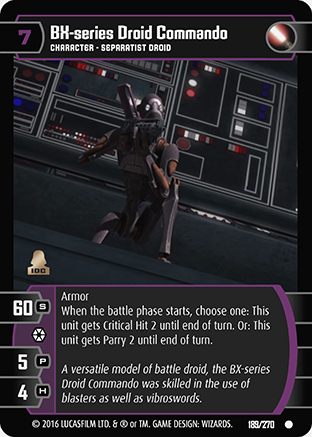 7 BX-series Droid Commando
CHARACTER - SEPARATIST DROID
IDC
60 S
5 P
4 H
Armor
When the battle phase starts, choose one: This
unit gets Critical Hit 2 until end of turn. Or: This
unit gets Parry 2 until end of turn.
A versatile model of battle droid, the BX-series
Droid Commando was skilled in the use of
blasters as well as vibroswords.
© 2016 LUCASFILM LTD. & ® or TM. GAME DESIGN: WIZARDS. 189/270